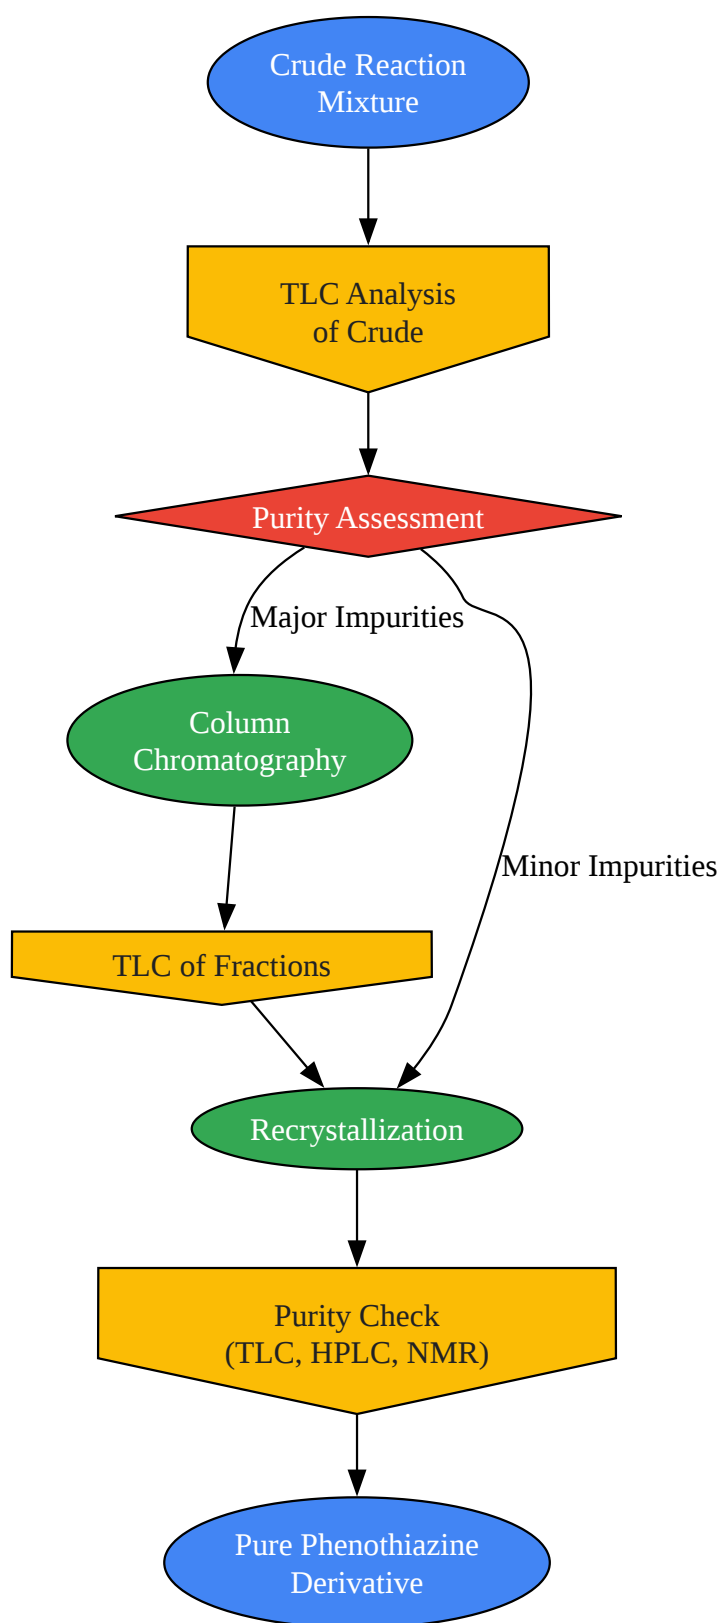 Crude Reaction
Mixture
TLC Analysis
of Crude
Purity Assessment
Major Impurities
Column
Chromatography
Minor Impurities
TLC of Fractions
Recrystallization
Purity Check
(TLC, HPLC, NMR)
Pure Phenothiazine
Derivative